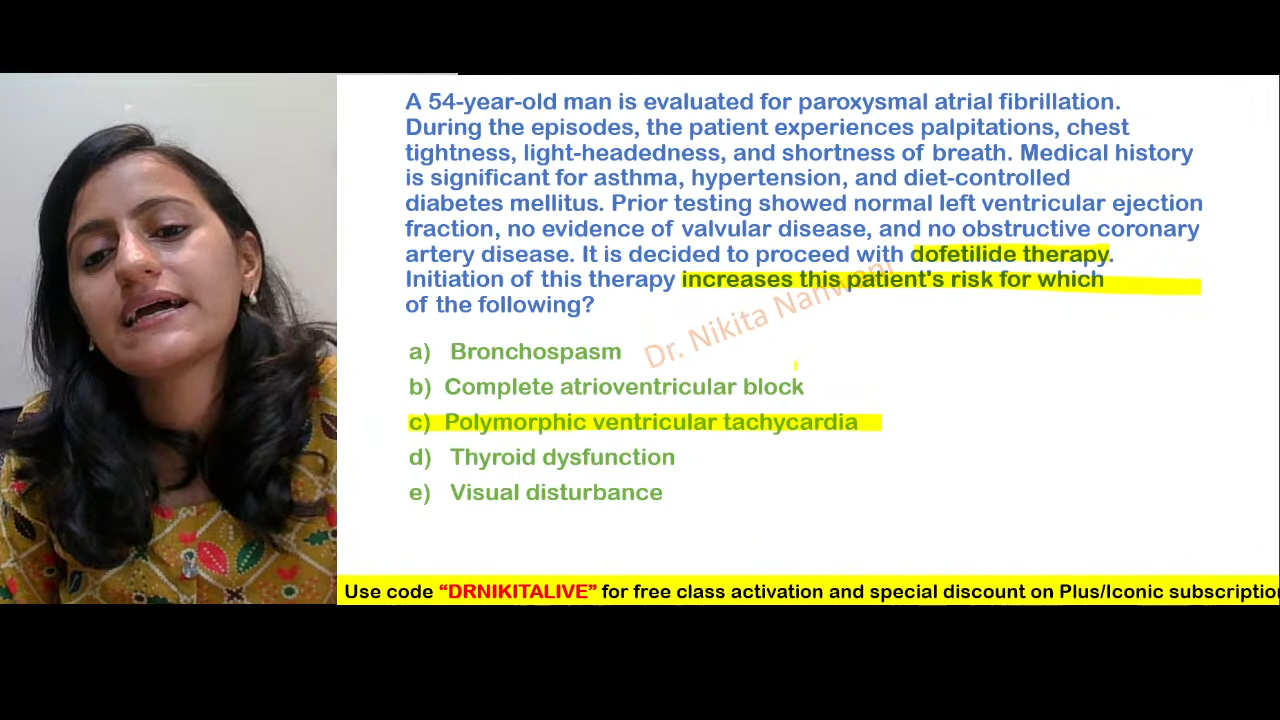 A 54-year-old man is evaluated for paroxysmal atrial fibrillation.
During the episodes, the patient experiences palpitations, chest
tightness, light-headedness, and shortness of breath. Medical history
is significant for asthma, hypertension, and diet-controlled
diabetes mellitus. Prior testing showed normal left ventricular ejection
fraction, no evidence of valvular disease, and no obstructive coronary
artery disease. It is decided to proceed with dofetilide therapy.
Initiation of this therapy increases this patient's risk for which
of the following?
Dr. Nikita Nanwani
a) Bronchospasm
b) Complete atrioventricular block
c) Polymorphic ventricular tachycardia
d) Thyroid dysfunction
e) Visual disturbance
Use code “DRNIKITALIVE” for free class activation and special discount on Plus/Iconic subscription